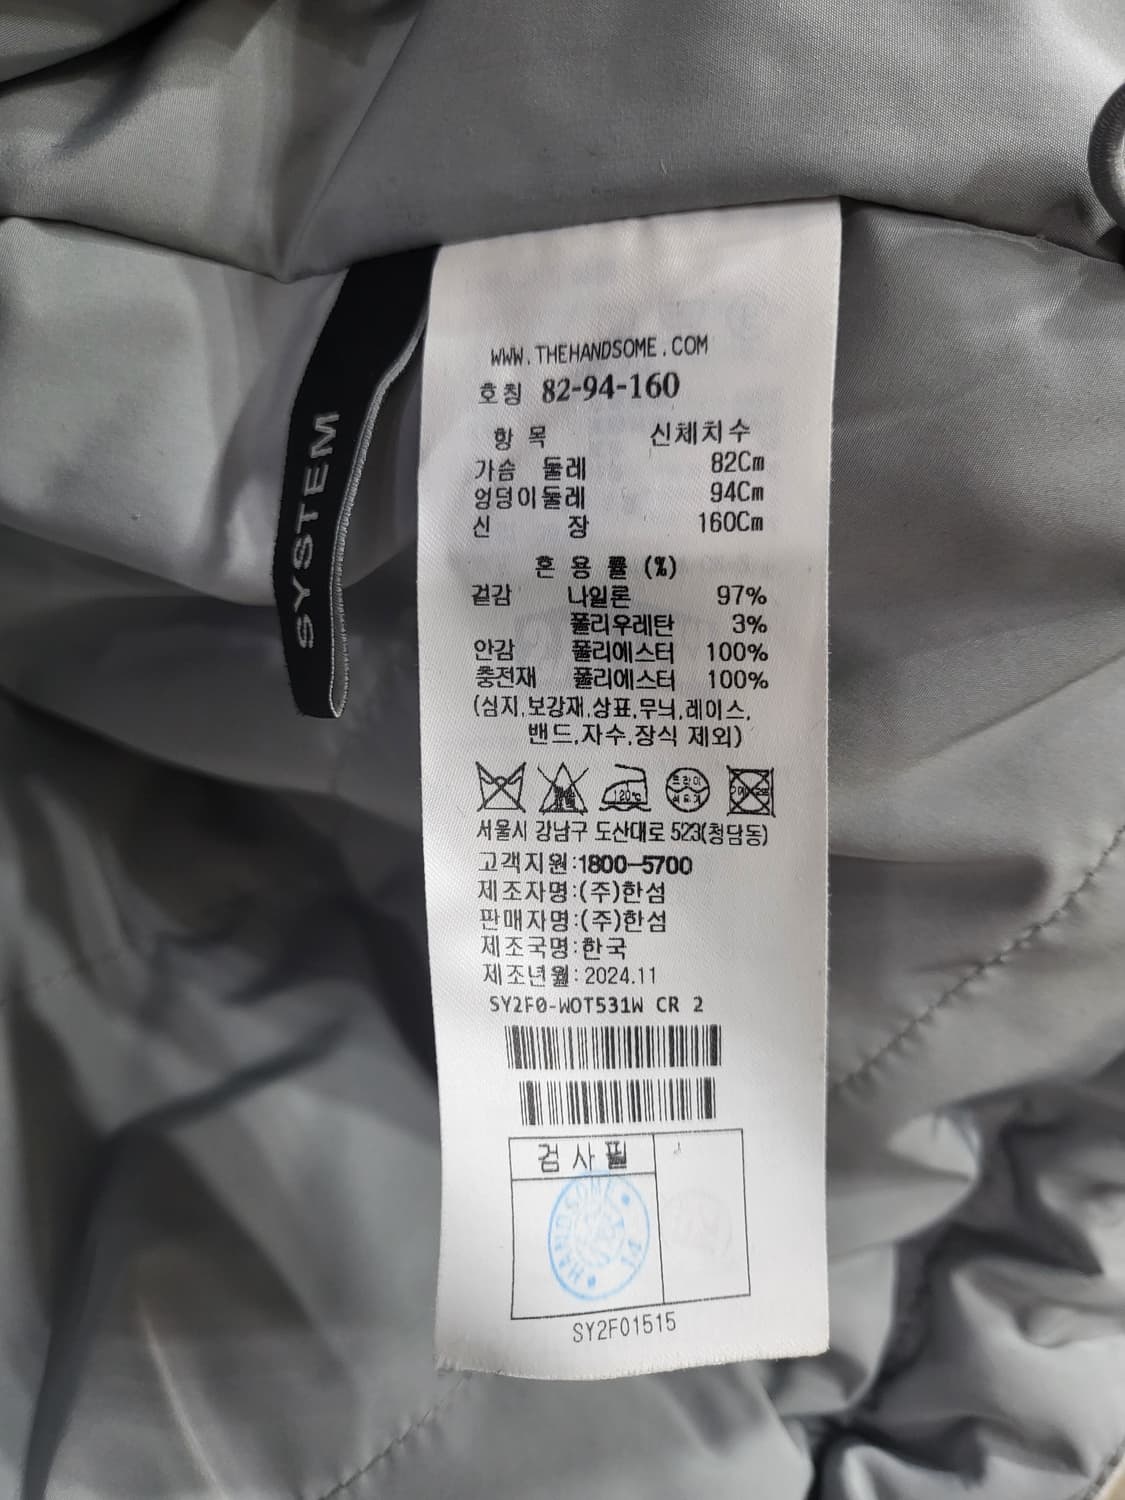 SYSTEM
WWW.THEHANDSOME.COM
호칭 82-94-160
항 목 신체치수
가슴 둘레 82Cm
엉덩이둘레 94Cm
신 장 160Cm
혼 용 률 (%)
겉감 나일론 97%
폴리우레탄 3%
안감 폴리에스터 100%
충전재 폴리에스터 100%
(심지,보강재,상표,무늬,레이스,
밴드,자수,장식 제외)
120℃ 드라이
서울시 강남구 도산대로 523(청담동)
고객지원:1800-5700
제조자명:(주)한섬
판매자명:(주)한섬
제조국명:한국
제조년월:2024.11
SY2F0-WOT531W CR 2
검 사 필
HANDSOME
SY2F01515